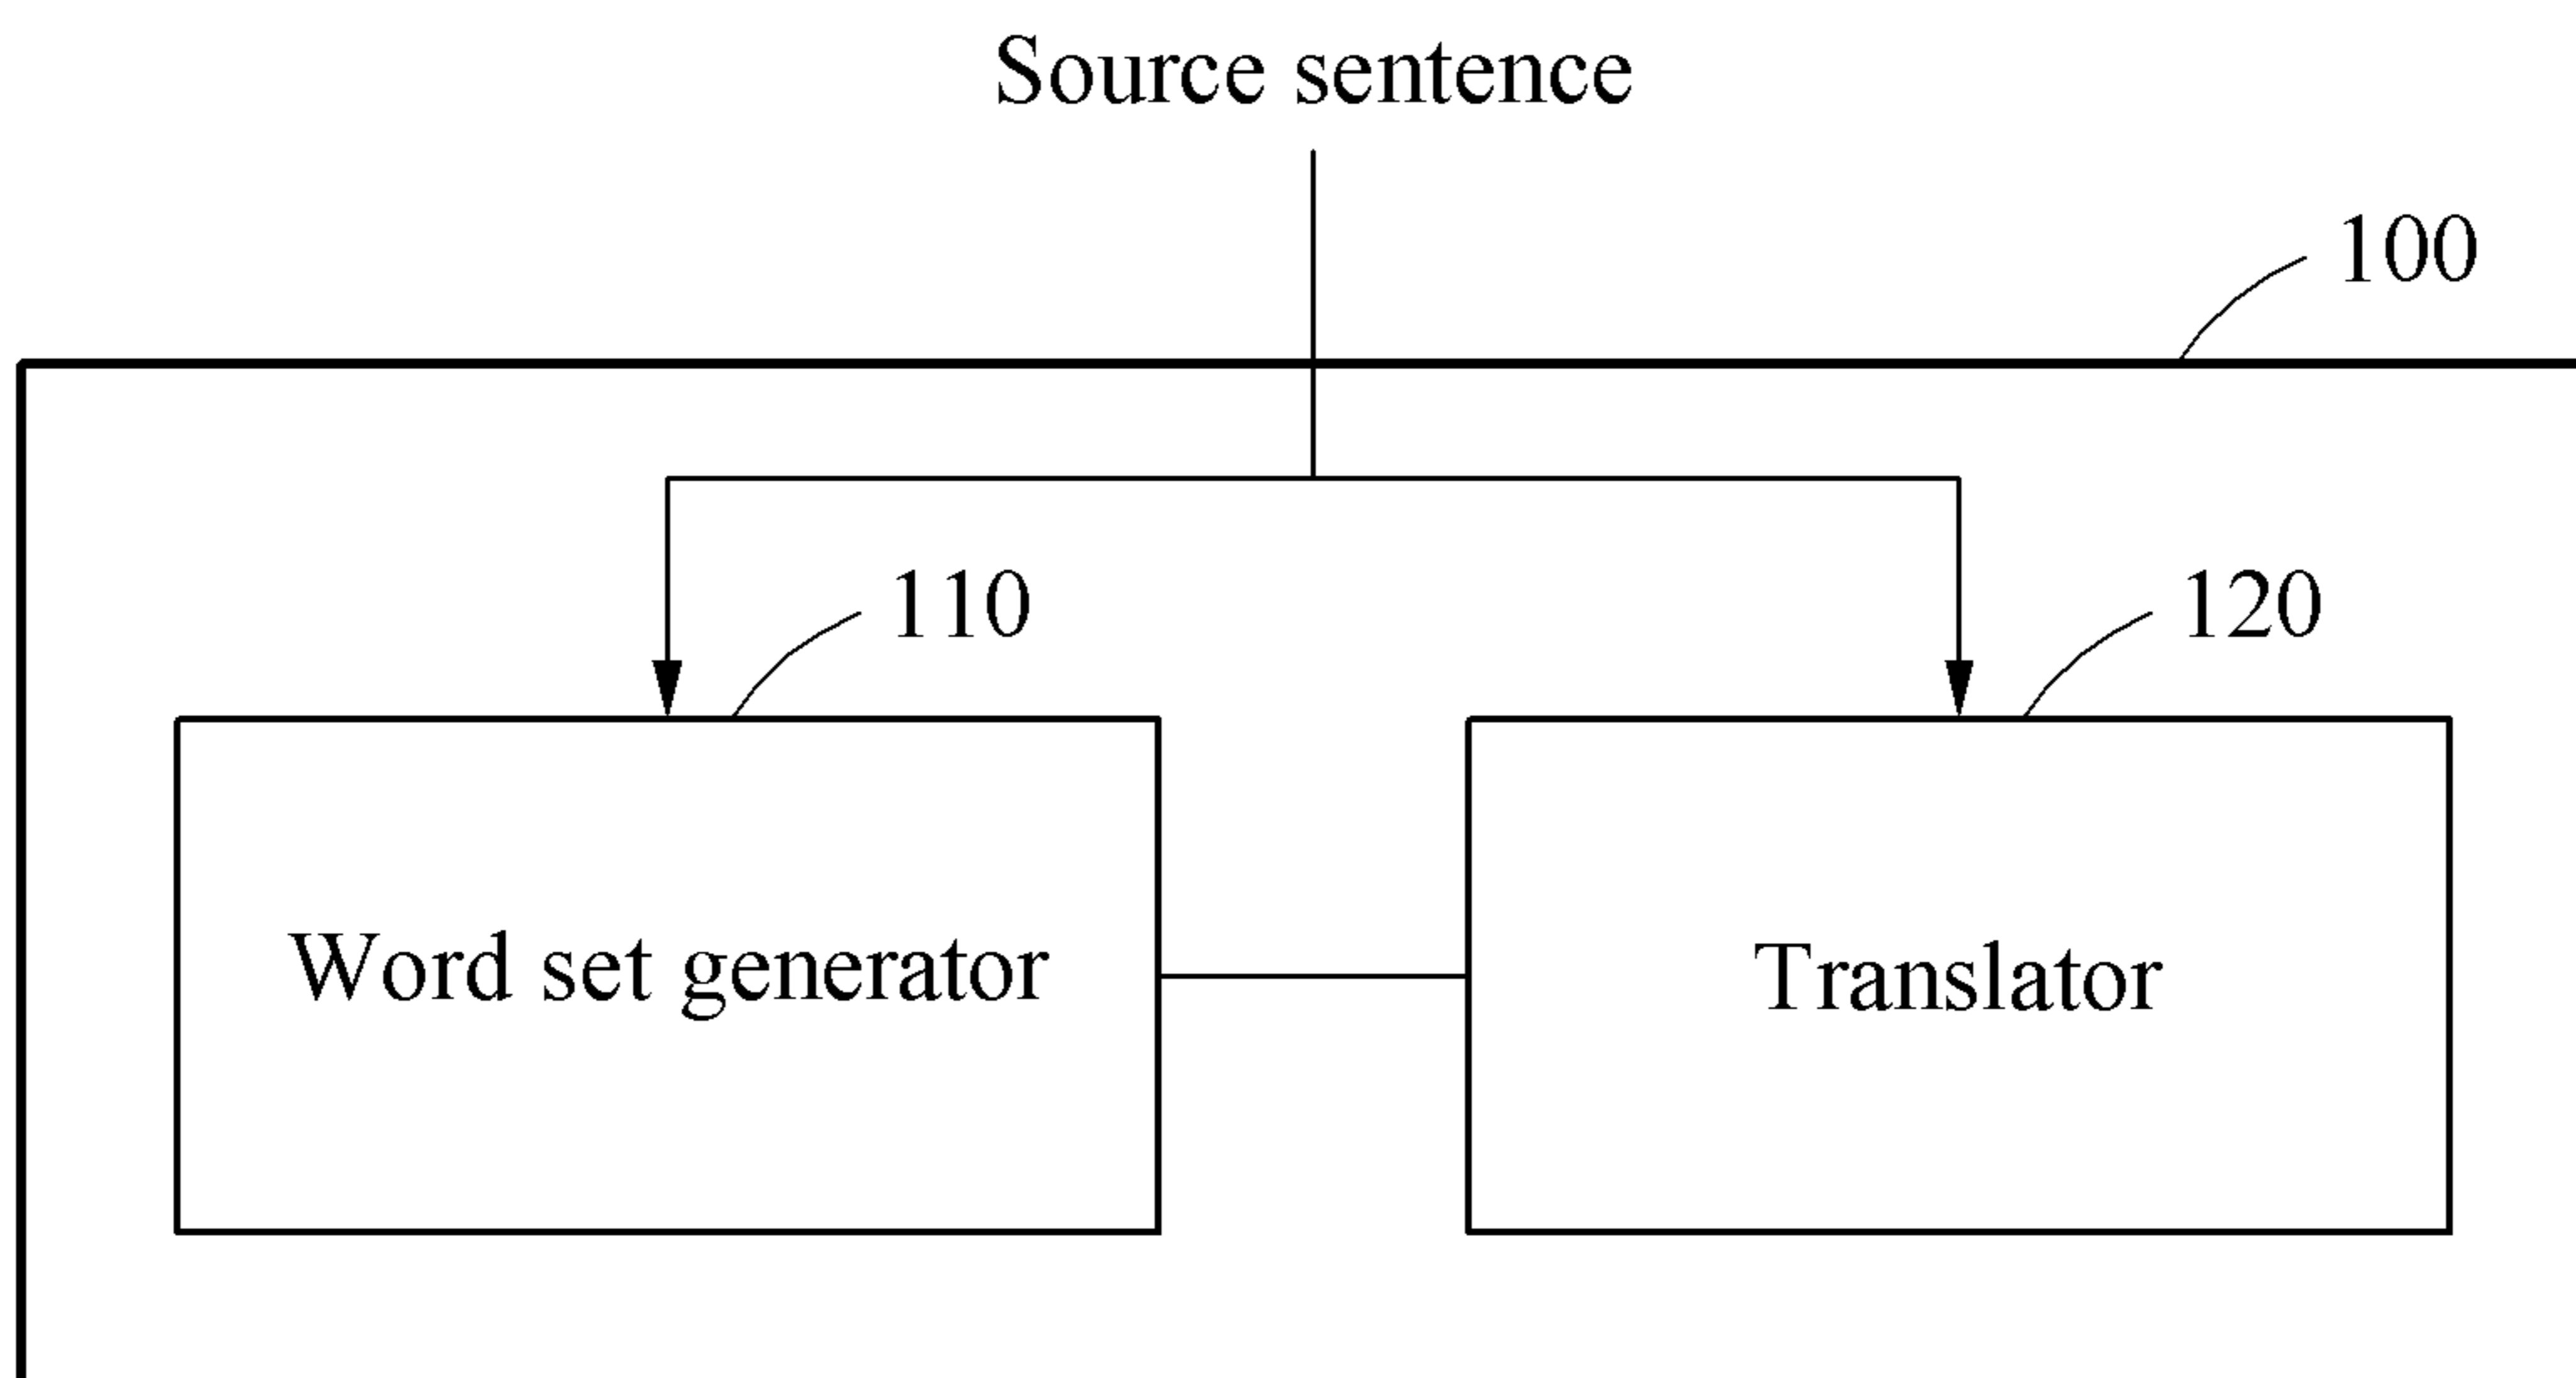 Source sentence
100
110
120
Word set generator
Translator